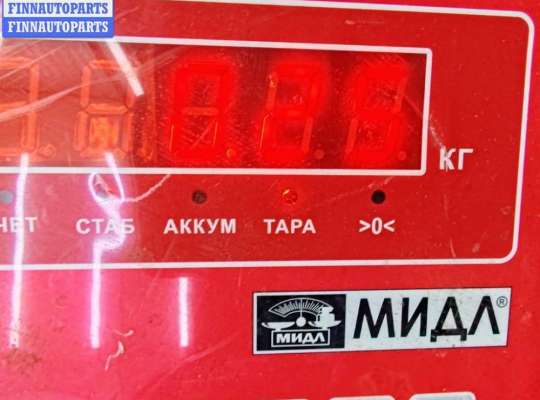 FINNAUTOPARTS
FINNAUTOPARTS
КГ
СТАБ АККУМ ТАРА >0<
МИДЛ МИДЛ®